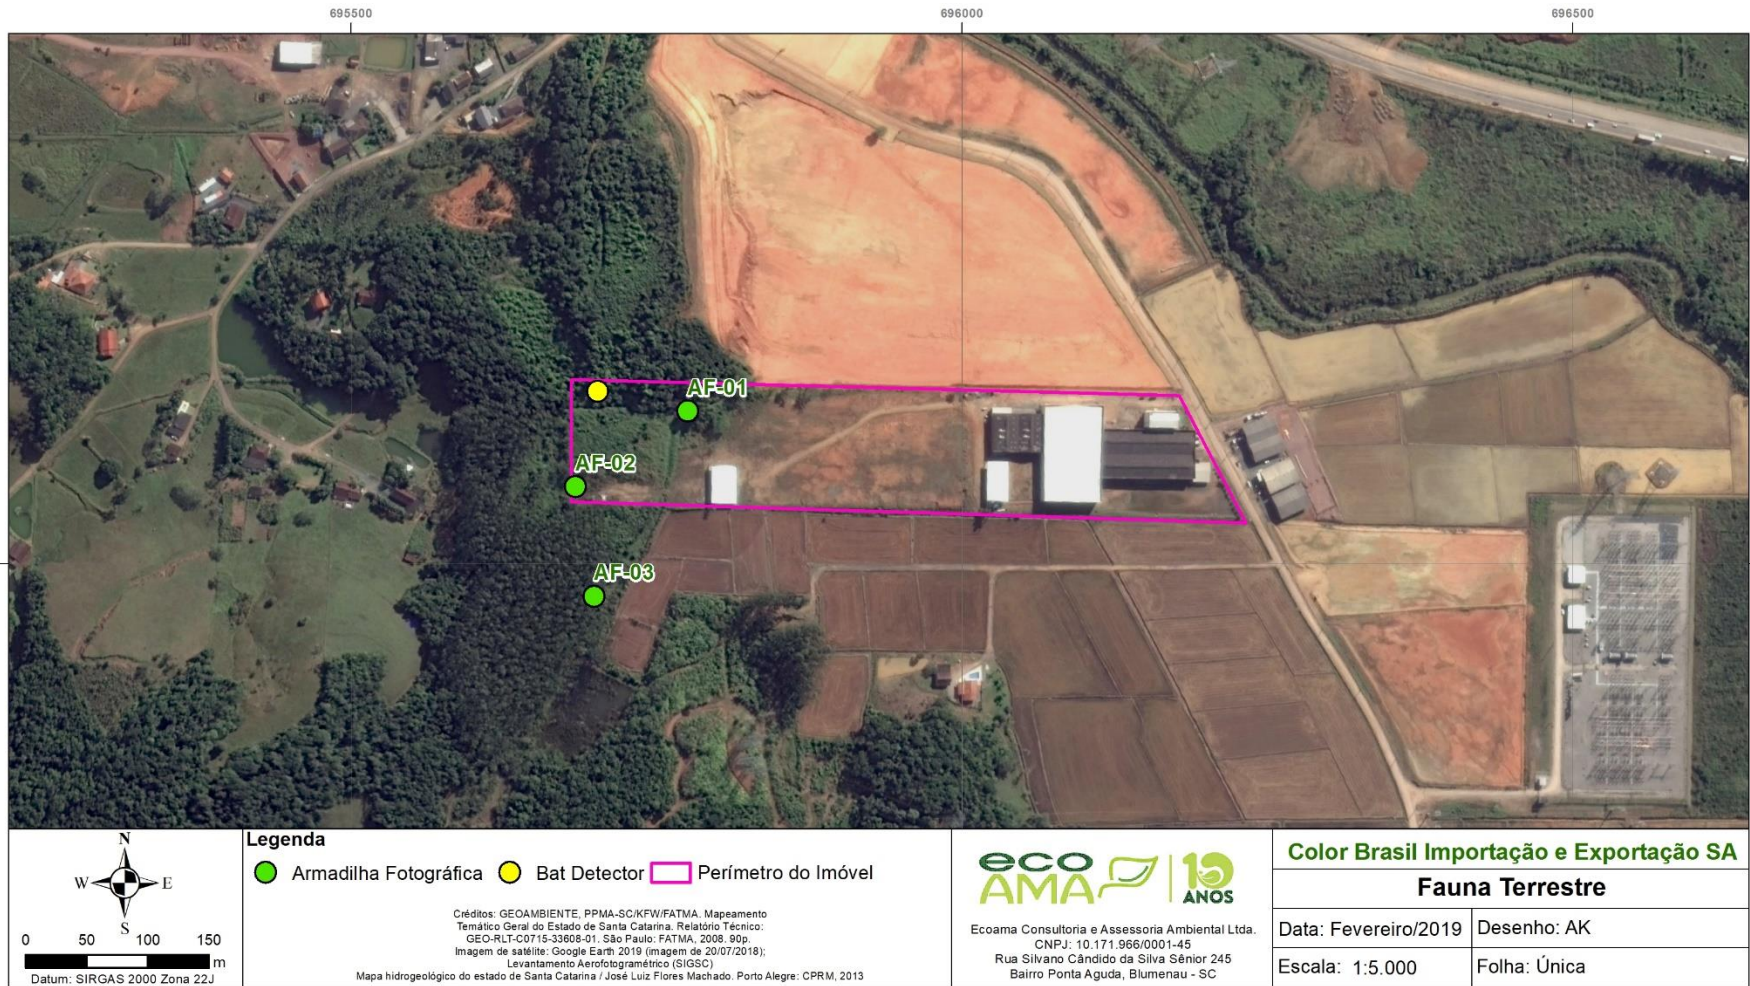 695500
696000
696500
AF-01
AF-02
AF-03
N
W
E
S
0 50 100 150
m
Datum: SIRGAS 2000 Zona 22J
Legenda
Armadilha Fotográfica
Bat Detector
Perímetro do Imóvel
Créditos: GEOAMBIENTE, PPMA-SC/KFW/FATMA. Mapeamento
Temático Geral do Estado de Santa Catarina. Relatório Técnico:
GEO-RLT-C0715-33608-01. São Paulo: FATMA, 2008. 90p.
Imagem de satélite: Google Earth 2019 (imagem de 20/07/2018);
Levantamento Aerofotogramétrico (SIGSC)
Mapa hidrogeológico do estado de Santa Catarina / José Luiz Flores Machado. Porto Alegre: CPRM, 2013
eco
AMA
10
ANOS
Ecoama Consultoria e Assessoria Ambiental Ltda.
CNPJ: 10.171.966/0001-45
Rua Silvano Cândido da Silva Sênior 245
Bairro Ponta Aguda, Blumenau - SC
Color Brasil Importação e Exportação SA
Fauna Terrestre
Data: Fevereiro/2019
Desenho: AK
Escala: 1:5.000
Folha: Única